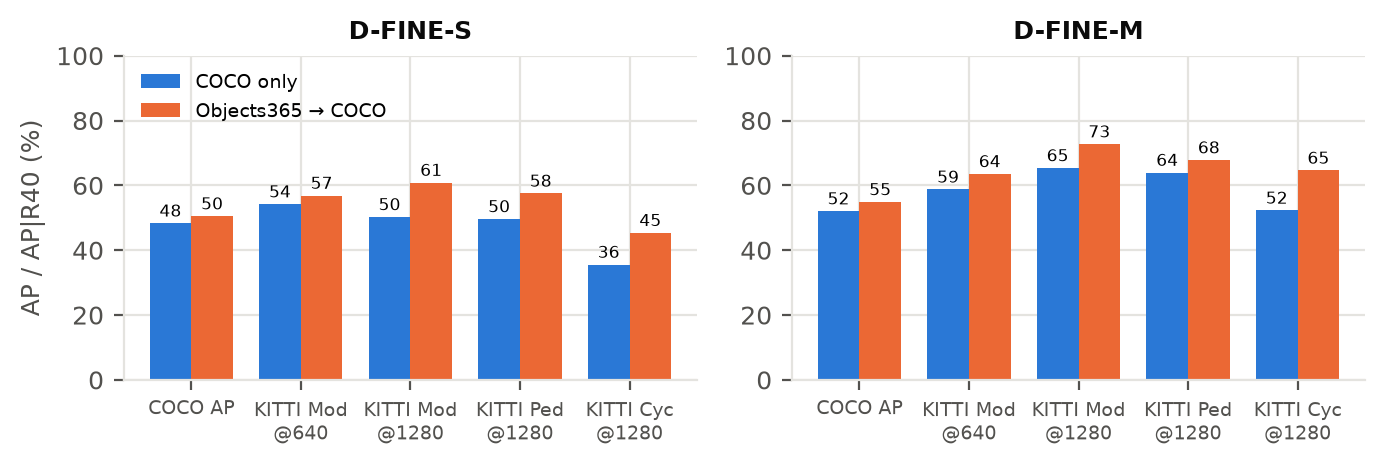 D-FINE-S
D-FINE-M
AP / AP|R40 (%)
100
80
60
40
20
0
COCO only
Objects365 → COCO
48 50
54 57
50 61
50 58
36 45
COCO AP
KITTI Mod
@640
KITTI Mod
@1280
KITTI Ped
@1280
KITTI Cyc
@1280
100
80
60
40
20
0
52 55
59 64
65 73
64 68
52 65
COCO AP
KITTI Mod
@640
KITTI Mod
@1280
KITTI Ped
@1280
KITTI Cyc
@1280